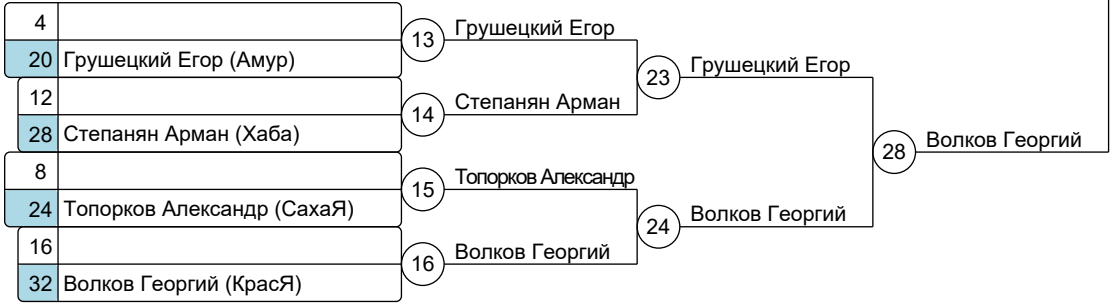 4
20 Грушецкий Егор (Амур)
13 Грушецкий Егор
12
28 Степанян Арман (Хаба)
14 Степанян Арман
23 Грушецкий Егор
8
24 Топорков Александр (СахаЯ)
15 Топорков Александр
16
32 Волков Георгий (КрасЯ)
16 Волков Георгий
24 Волков Георгий
28 Волков Георгий